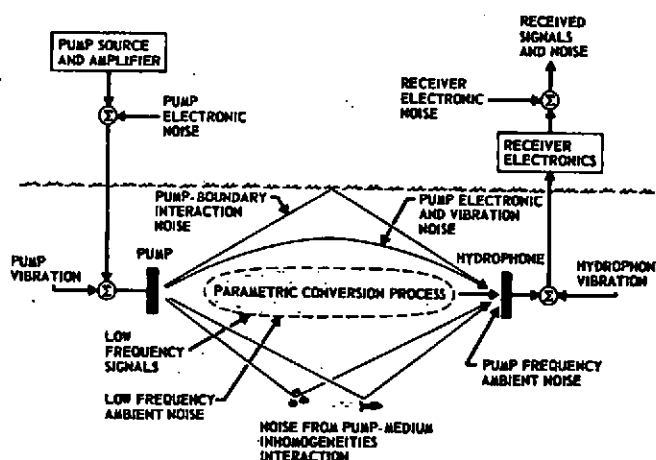 PUMP SOURCE
AND AMPLIFIER
Σ
PUMP
ELECTRONIC
NOISE
RECEIVED
SIGNALS
AND NOISE
RECEIVER
ELECTRONIC
NOISE
Σ
RECEIVER
ELECTRONICS
PUMP-BOUNDARY
INTERACTION
NOISE
PUMP ELECTRONIC
AND VIBRATION NOISE
PUMP
VIBRATION
Σ
PUMP
PARAMETRIC CONVERSION PROCESS
HYDROPHONE
Σ
HYDROPHONE
VIBRATION
LOW
FREQUENCY
SIGNALS
LOW FREQUENCY
AMBIENT NOISE
PUMP FREQUENCY
AMBIENT NOISE
NOISE FROM PUMP-MEDIUM
INHOMOGENEITIES
INTERACTION